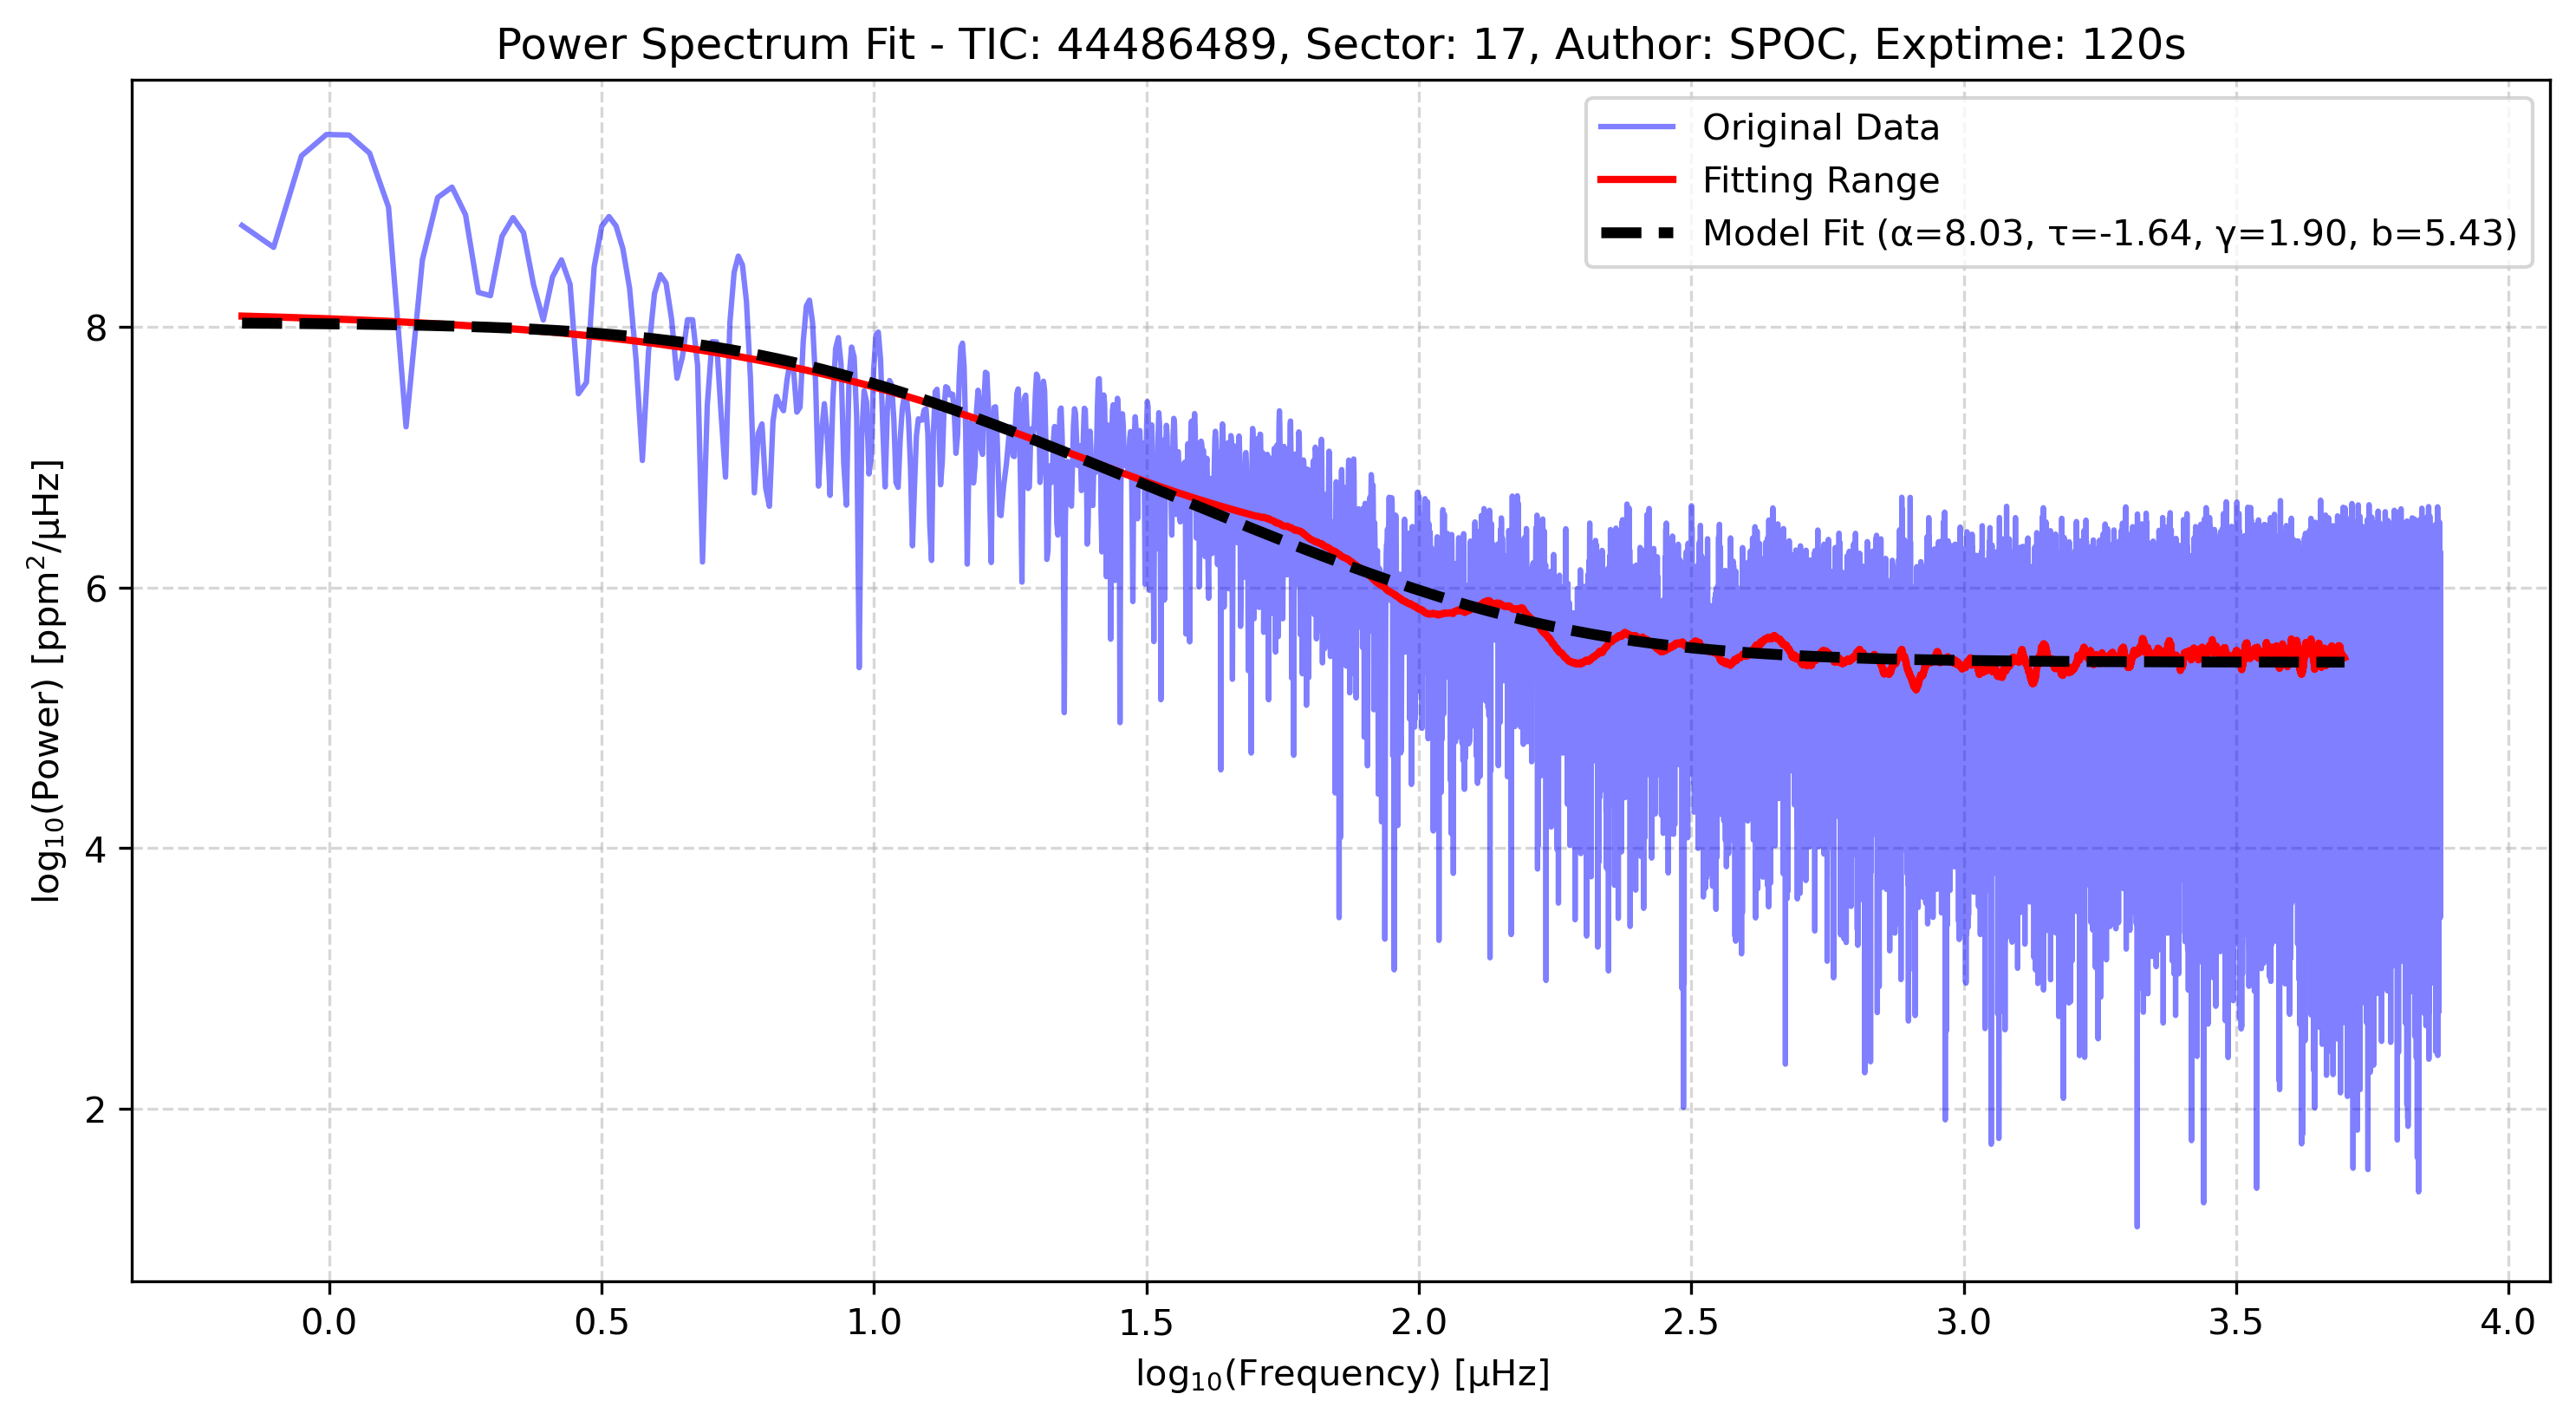 Power Spectrum Fit - TIC: 44486489, Sector: 17, Author: SPOC, Exptime: 120s
Original Data
Fitting Range
Model Fit (α=8.03, τ=-1.64, γ=1.90, b=5.43)
log₁₀(Power) [ppm²/μHz]
8
6
4
2
0.0 0.5 1.0 1.5 2.0 2.5 3.0 3.5 4.0
log₁₀(Frequency) [μHz]